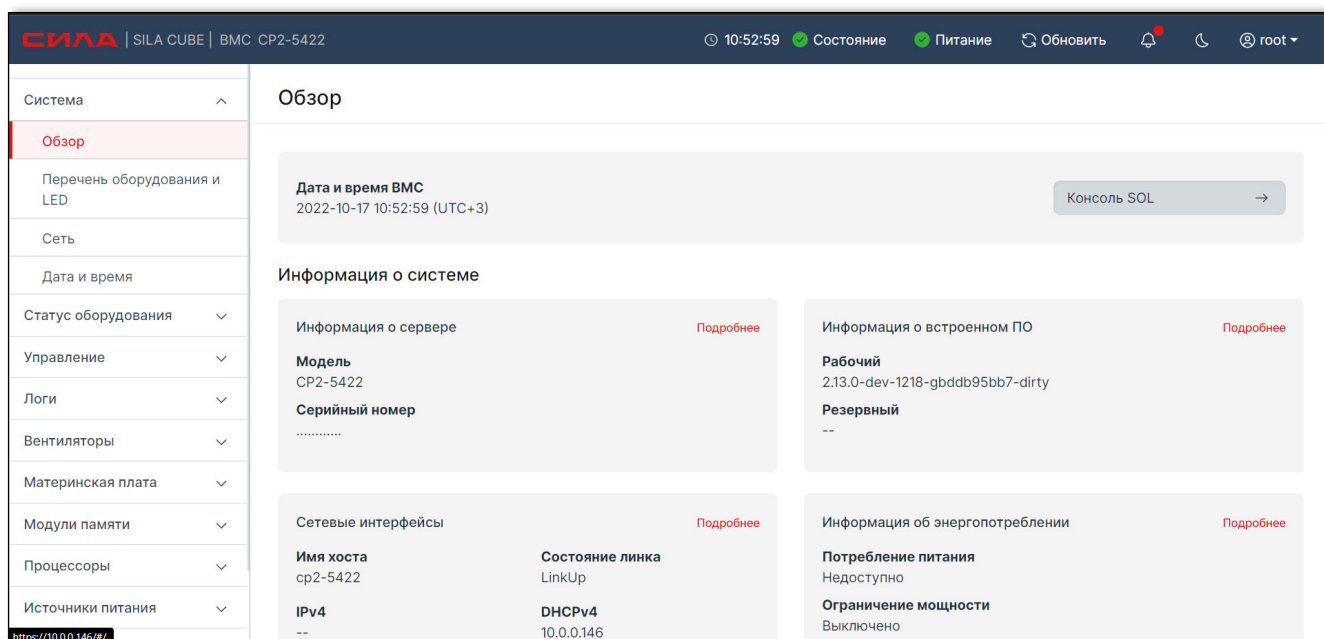 СИЛА | SILA CUBE | BMC CP2-5422
10:52:59 Состояние Питание Обновить root
Система
Обзор
Перечень оборудования и
LED
Сеть
Дата и время
Статус оборудования
Управление
Логи
Вентиляторы
Материнская плата
Модули памяти
Процессоры
Источники питания
https://10.0.0.146/#/
Обзор
Дата и время BMC
2022-10-17 10:52:59 (UTC+3)
Консоль SOL →
Информация о системе
Информация о сервере Подробнее
Модель
CP2-5422
Серийный номер
............
Информация о встроенном ПО Подробнее
Рабочий
2.13.0-dev-1218-gbddb95bb7-dirty
Резервный
--
Сетевые интерфейсы Подробнее
Имя хоста Состояние линка
cp2-5422 LinkUp
IPv4 DHCPv4
-- 10.0.0.146
Информация об энергопотреблении Подробнее
Потребление питания
Недоступно
Ограничение мощности
Выключено